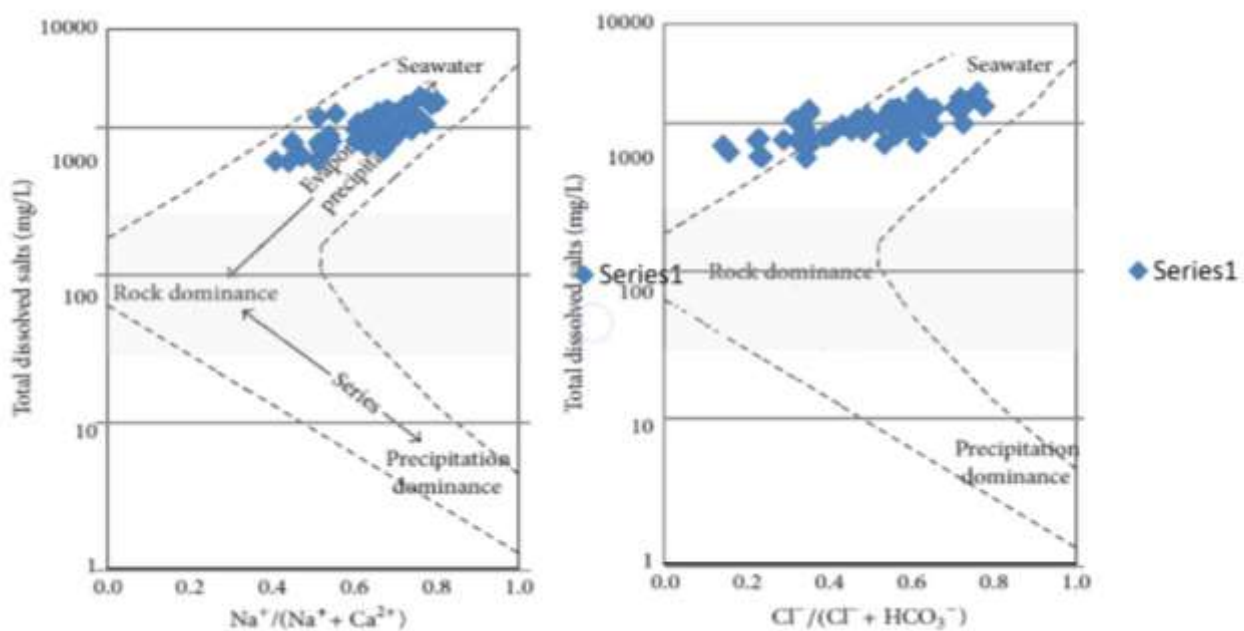 10000
1000
100
10
1
Total dissolved salts (mg/L)
Seawater
Rock dominance
Series
Precipitation
dominance
0.0 0.2 0.4 0.6 0.8 1.0
Na⁺/(Na⁺ + Ca²⁺)
Series1
10000
1000
100
10
1
Total dissolved salts (mg/L)
Seawater
Rock dominance
Precipitation
dominance
0.0 0.2 0.4 0.6 0.8 1.0
Cl⁻/(Cl⁻ + HCO₃⁻)
Series1